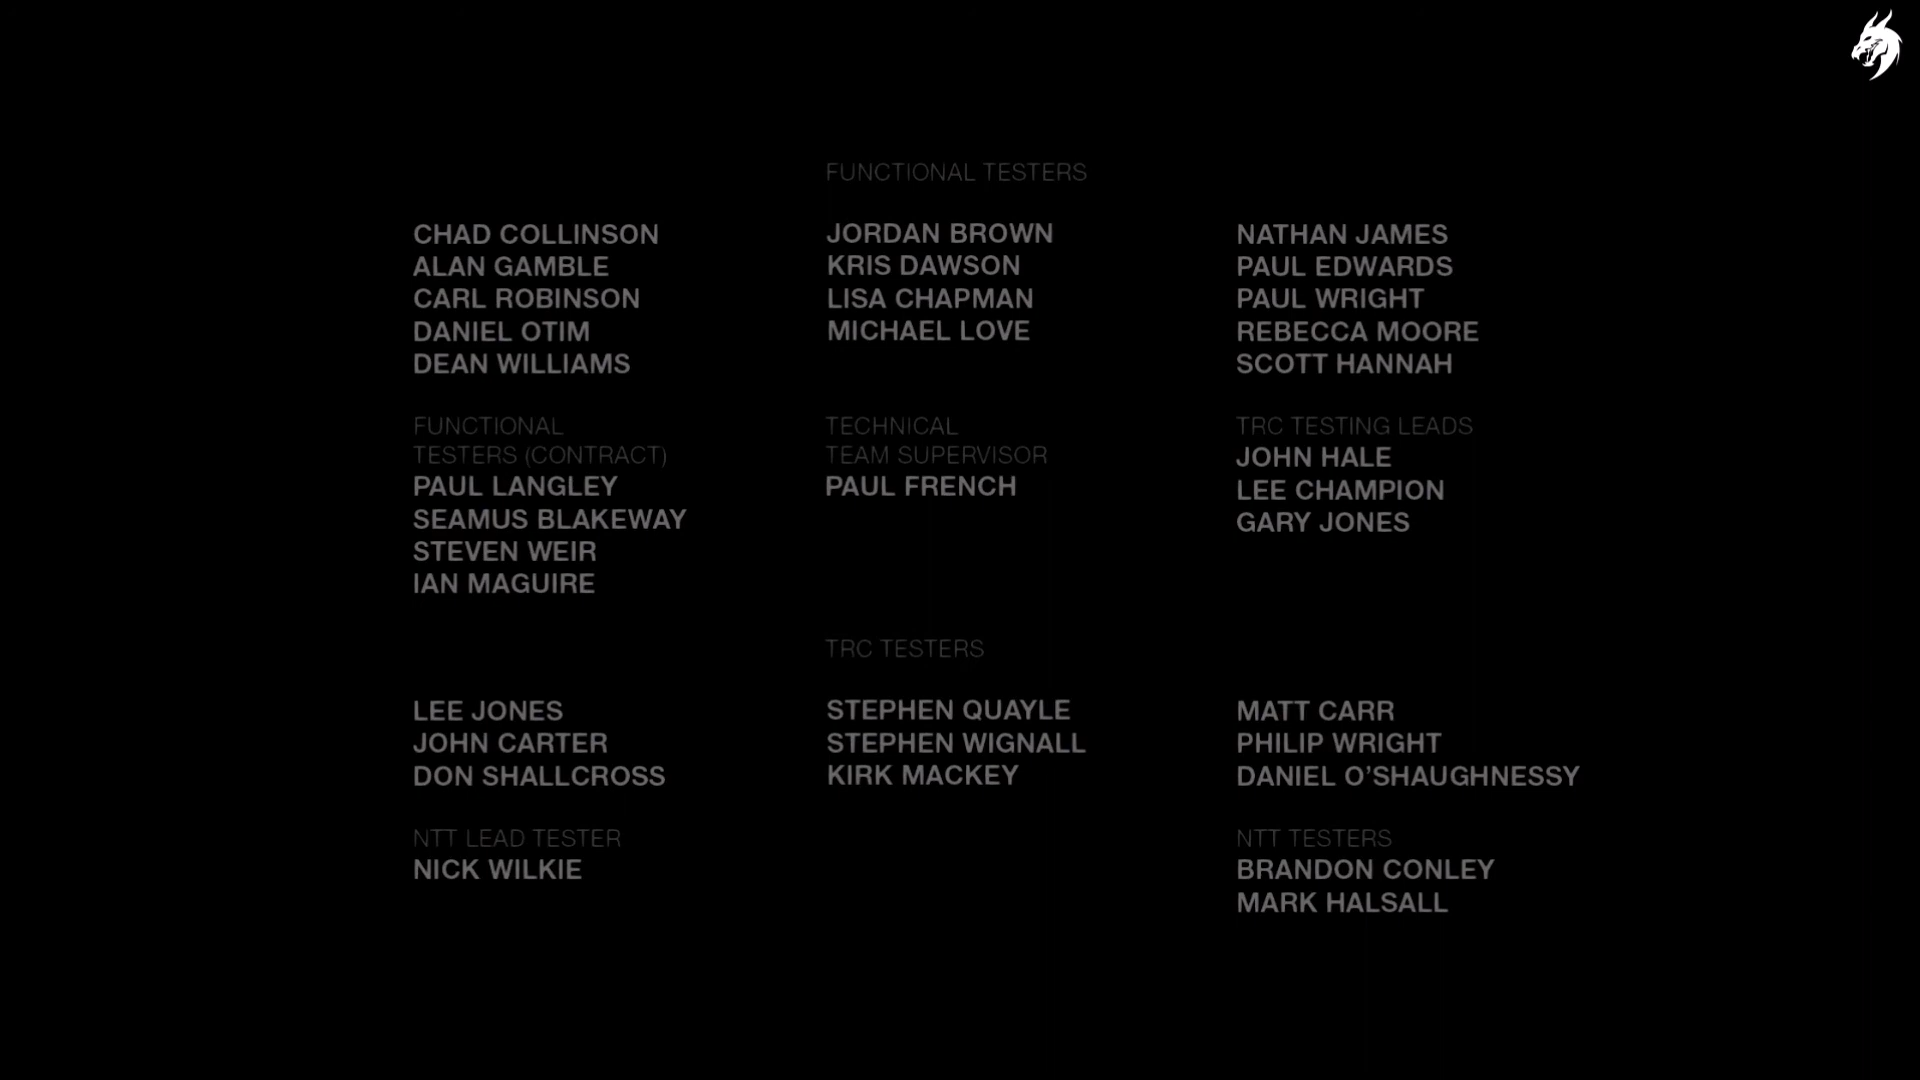 FUNCTIONAL TESTERS
CHAD COLLINSON
ALAN GAMBLE
CARL ROBINSON
DANIEL OTIM
DEAN WILLIAMS
JORDAN BROWN
KRIS DAWSON
LISA CHAPMAN
MICHAEL LOVE
NATHAN JAMES
PAUL EDWARDS
PAUL WRIGHT
REBECCA MOORE
SCOTT HANNAH
FUNCTIONAL
TESTERS (CONTRACT)
PAUL LANGLEY
SEAMUS BLAKEWAY
STEVEN WEIR
IAN MAGUIRE
TECHNICAL
TEAM SUPERVISOR
PAUL FRENCH
TRC TESTING LEADS
JOHN HALE
LEE CHAMPION
GARY JONES
TRC TESTERS
LEE JONES
JOHN CARTER
DON SHALLCROSS
STEPHEN QUAYLE
STEPHEN WIGNALL
KIRK MACKEY
MATT CARR
PHILIP WRIGHT
DANIEL O’SHAUGHNESSY
NTT LEAD TESTER
NICK WILKIE
NTT TESTERS
BRANDON CONLEY
MARK HALSALL